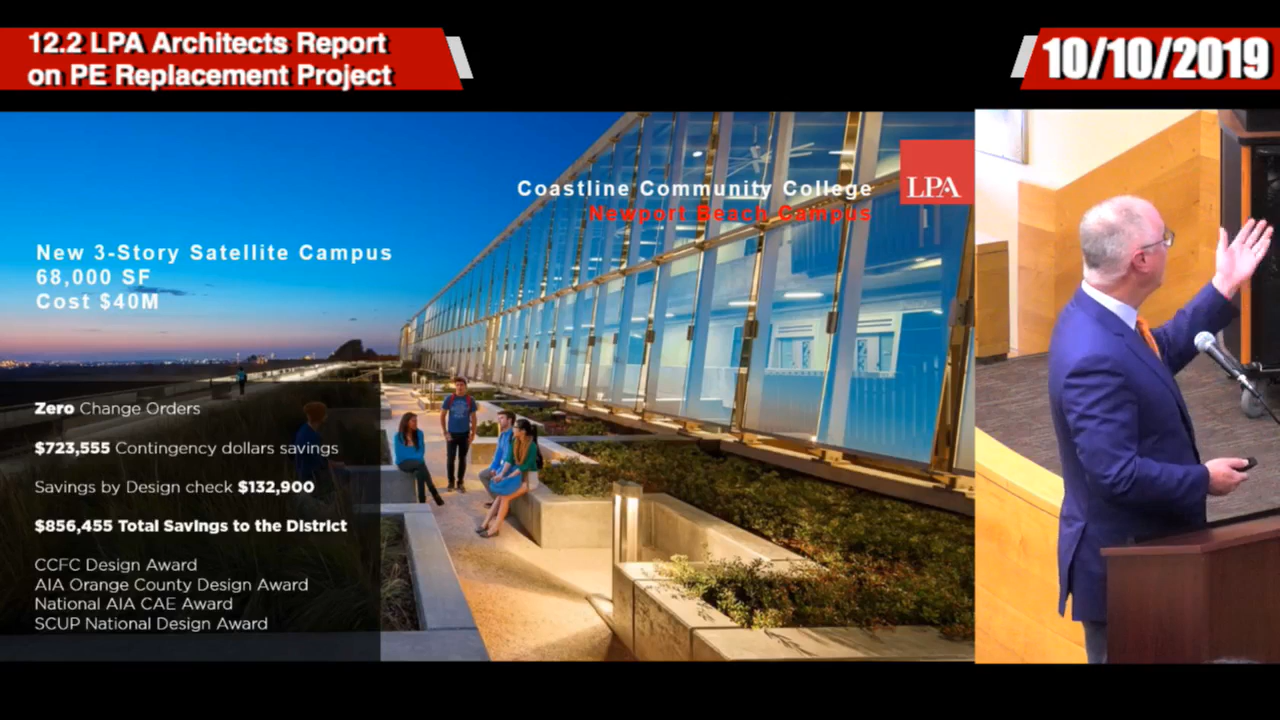 12.2 LPA Architects Report
on PE Replacement Project
10/10/2019
Coastline Community College
Newport Beach Campus
LPA
New 3-Story Satellite Campus
68,000 SF
Cost $40M
Zero Change Orders
$723,555 Contingency dollars savings
Savings by Design check $132,900
$856,455 Total Savings to the District
CCFC Design Award
AIA Orange County Design Award
National AIA CAE Award
SCUP National Design Award